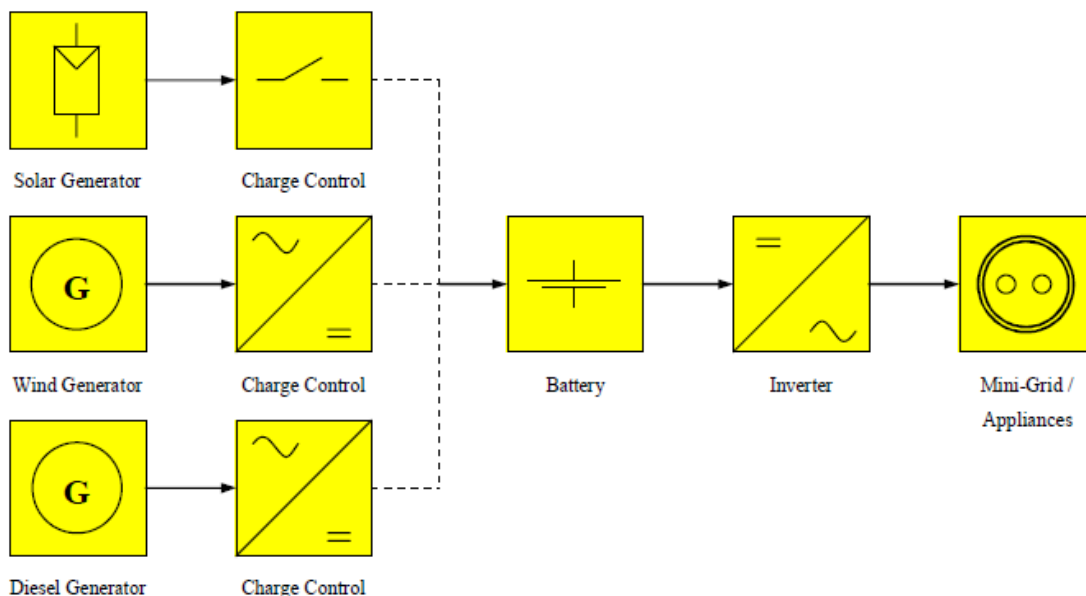 Solar Generator
Charge Control
G
Wind Generator
Charge Control
Battery
Inverter
Mini-Grid /
Appliances
G
Diesel Generator
Charge Control